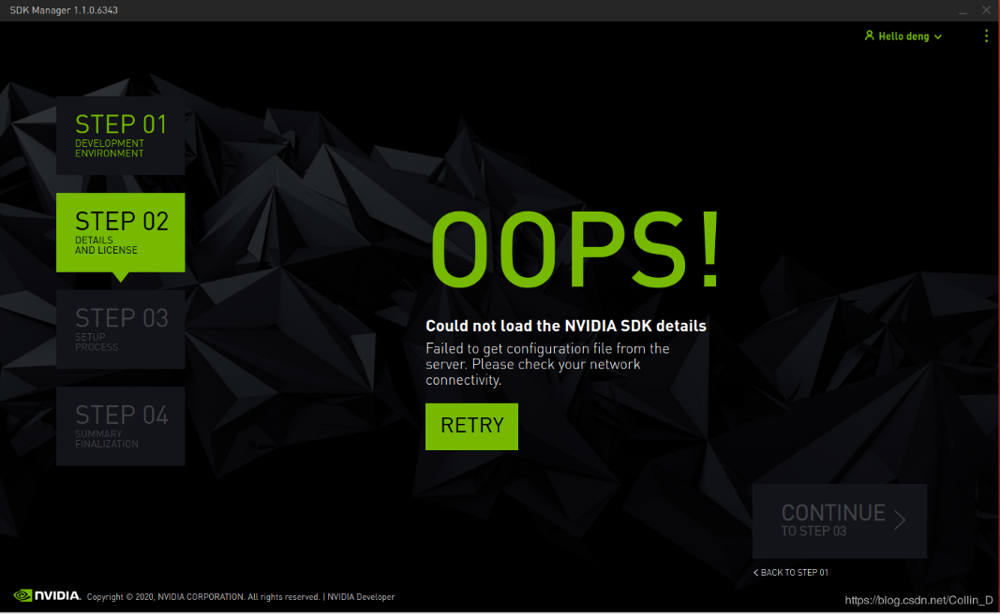 SDK Manager 1.1.0.6343
Hello deng
STEP 01
DEVELOPMENT
ENVIRONMENT
STEP 02
DETAILS
AND LICENSE
STEP 03
SETUP
PROCESS
STEP 04
SUMMARY
FINALIZATION
OOPS!
Could not load the NVIDIA SDK details
Failed to get configuration file from the
server. Please check your network
connectivity.
RETRY
CONTINUE
TO STEP 03
BACK TO STEP 01
NVIDIA. Copyright © 2020, NVIDIA CORPORATION. All rights reserved. | NVIDIA Developer
https://blog.csdn.net/Collin_D